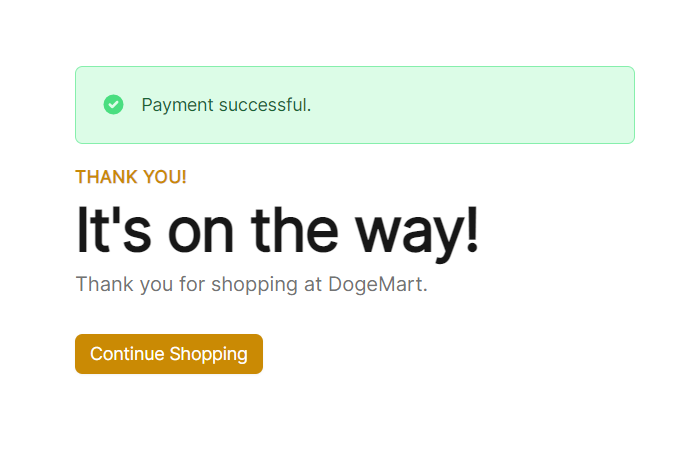 Payment successful.
THANK YOU!
It's on the way!
Thank you for shopping at DogeMart.
Continue Shopping